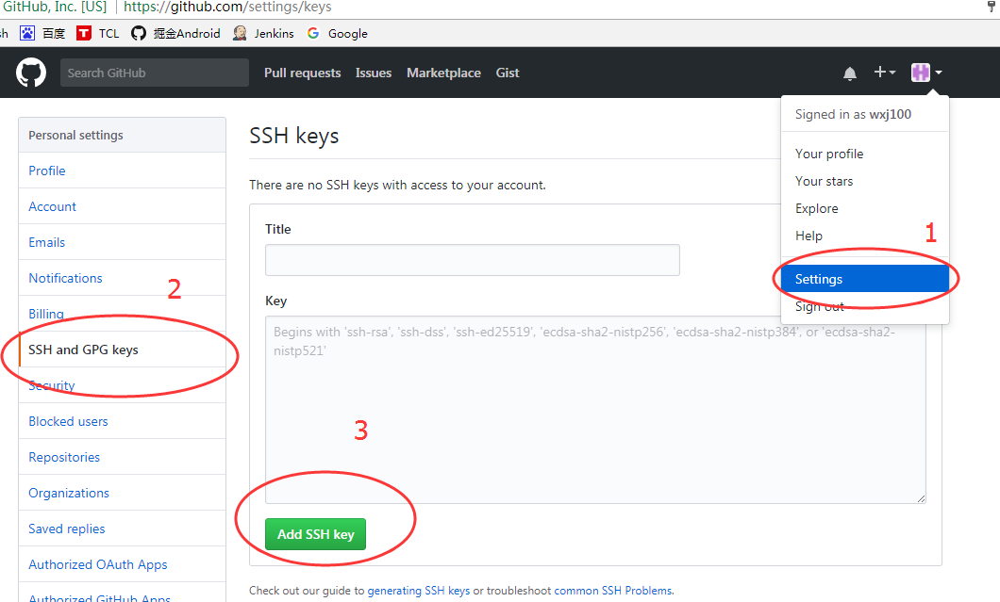 GitHub, Inc. [US] | https://github.com/settings/keys
sh 百度 TCL 掘金Android Jenkins Google
Search GitHub Pull requests Issues Marketplace Gist
Signed in as wxj100
Your profile
Your stars
Explore
Help
1
Settings
Sign out
Personal settings
Profile
Account
Emails
Notifications
2
Billing
SSH and GPG keys
Security
Blocked users
Repositories
Organizations
Saved replies
Authorized OAuth Apps
Authorized GitHub Apps
SSH keys
There are no SSH keys with access to your account.
Title
Key
Begins with 'ssh-rsa', 'ssh-dss', 'ssh-ed25519', 'ecdsa-sha2-nistp256', 'ecdsa-sha2-nistp384', or 'ecdsa-sha2-
nistp521'
3
Add SSH key
Check out our guide to generating SSH keys or troubleshoot common SSH Problems.